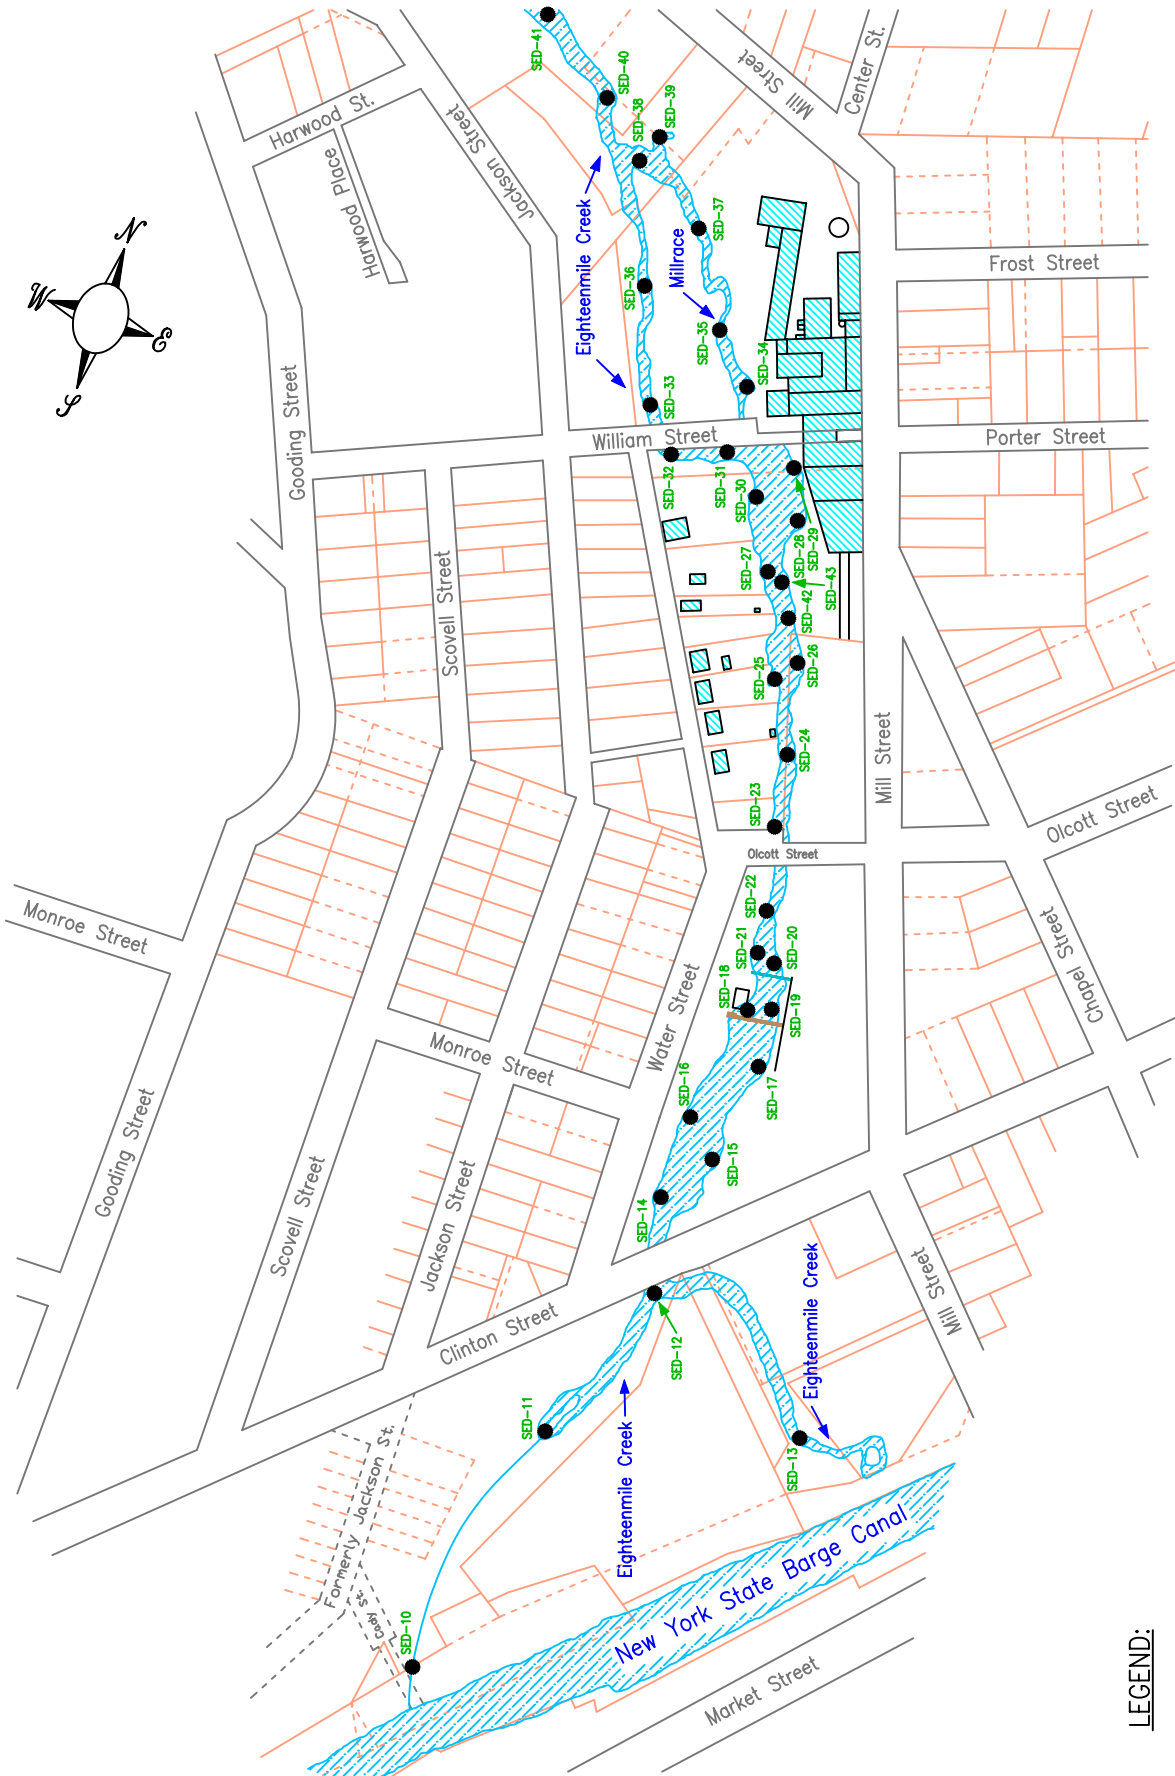 SED-41
SED-40
SED-38
SED-39
Mill Street
Center St.
Harwood St.
Harwood Place
Jackson Street
Eighteenmile Creek
SED-37
Millrace
SED-36
SED-35
SED-34
SED-33
Frost Street
N
W
E
S
Gooding Street
William Street
Porter Street
SED-32
SED-31
SED-30
SED-29
SED-28
SED-27
SED-43
SED-42
Scovell Street
SED-26
SED-25
SED-24
Mill Street
SED-23
Olcott Street
Olcott Street
SED-22
SED-21
SED-20
Monroe Street
Chapel Street
SED-18
SED-19
Water Street
Monroe Street
SED-17
SED-16
SED-15
SED-14
Gooding Street
Scovell Street
Jackson Street
Clinton Street
Mill Street
Eighteenmile Creek
SED-12
SED-11
SED-13
Eighteenmile Creek
Formerly Jackson St.
Cady St.
SED-10
New York State Barge Canal
Market Street
LEGEND: